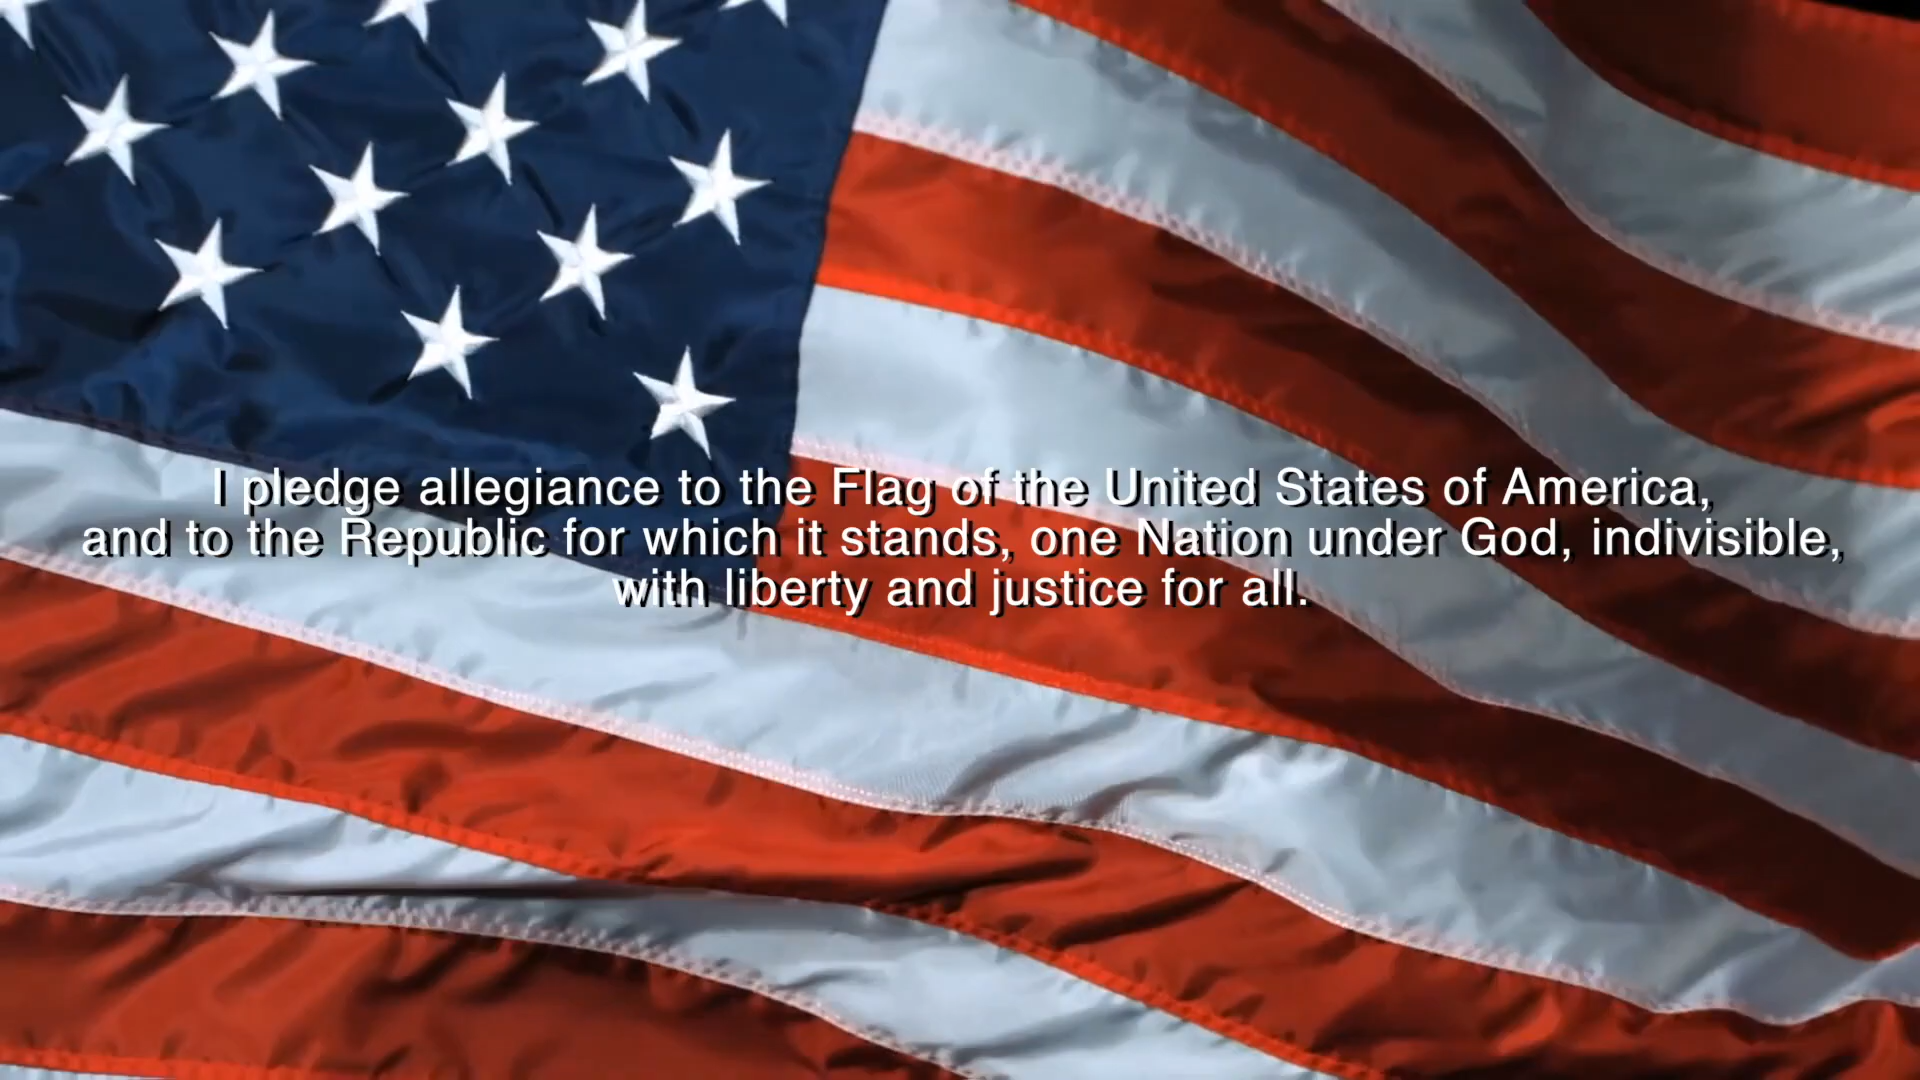 I pledge allegiance to the Flag of the United States of America,
and to the Republic for which it stands, one Nation under God, indivisible,
with liberty and justice for all.